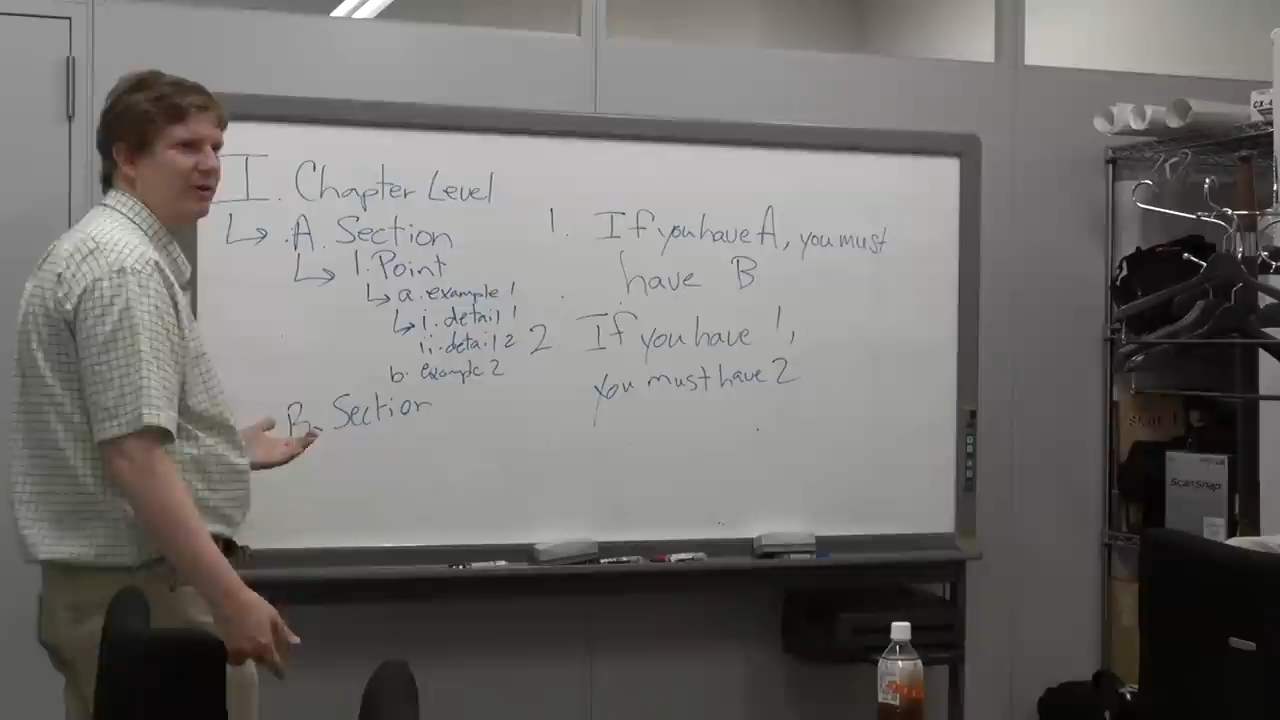 I. Chapter Level
↳ .A. Section
↳ 1. Point
↳ a. example 1
↳ i. detail 1
ii. detail 2
b. example 2
B. Section
1. If you have A, you must
have B
2 If you have 1,
you must have 2
ScanSnap